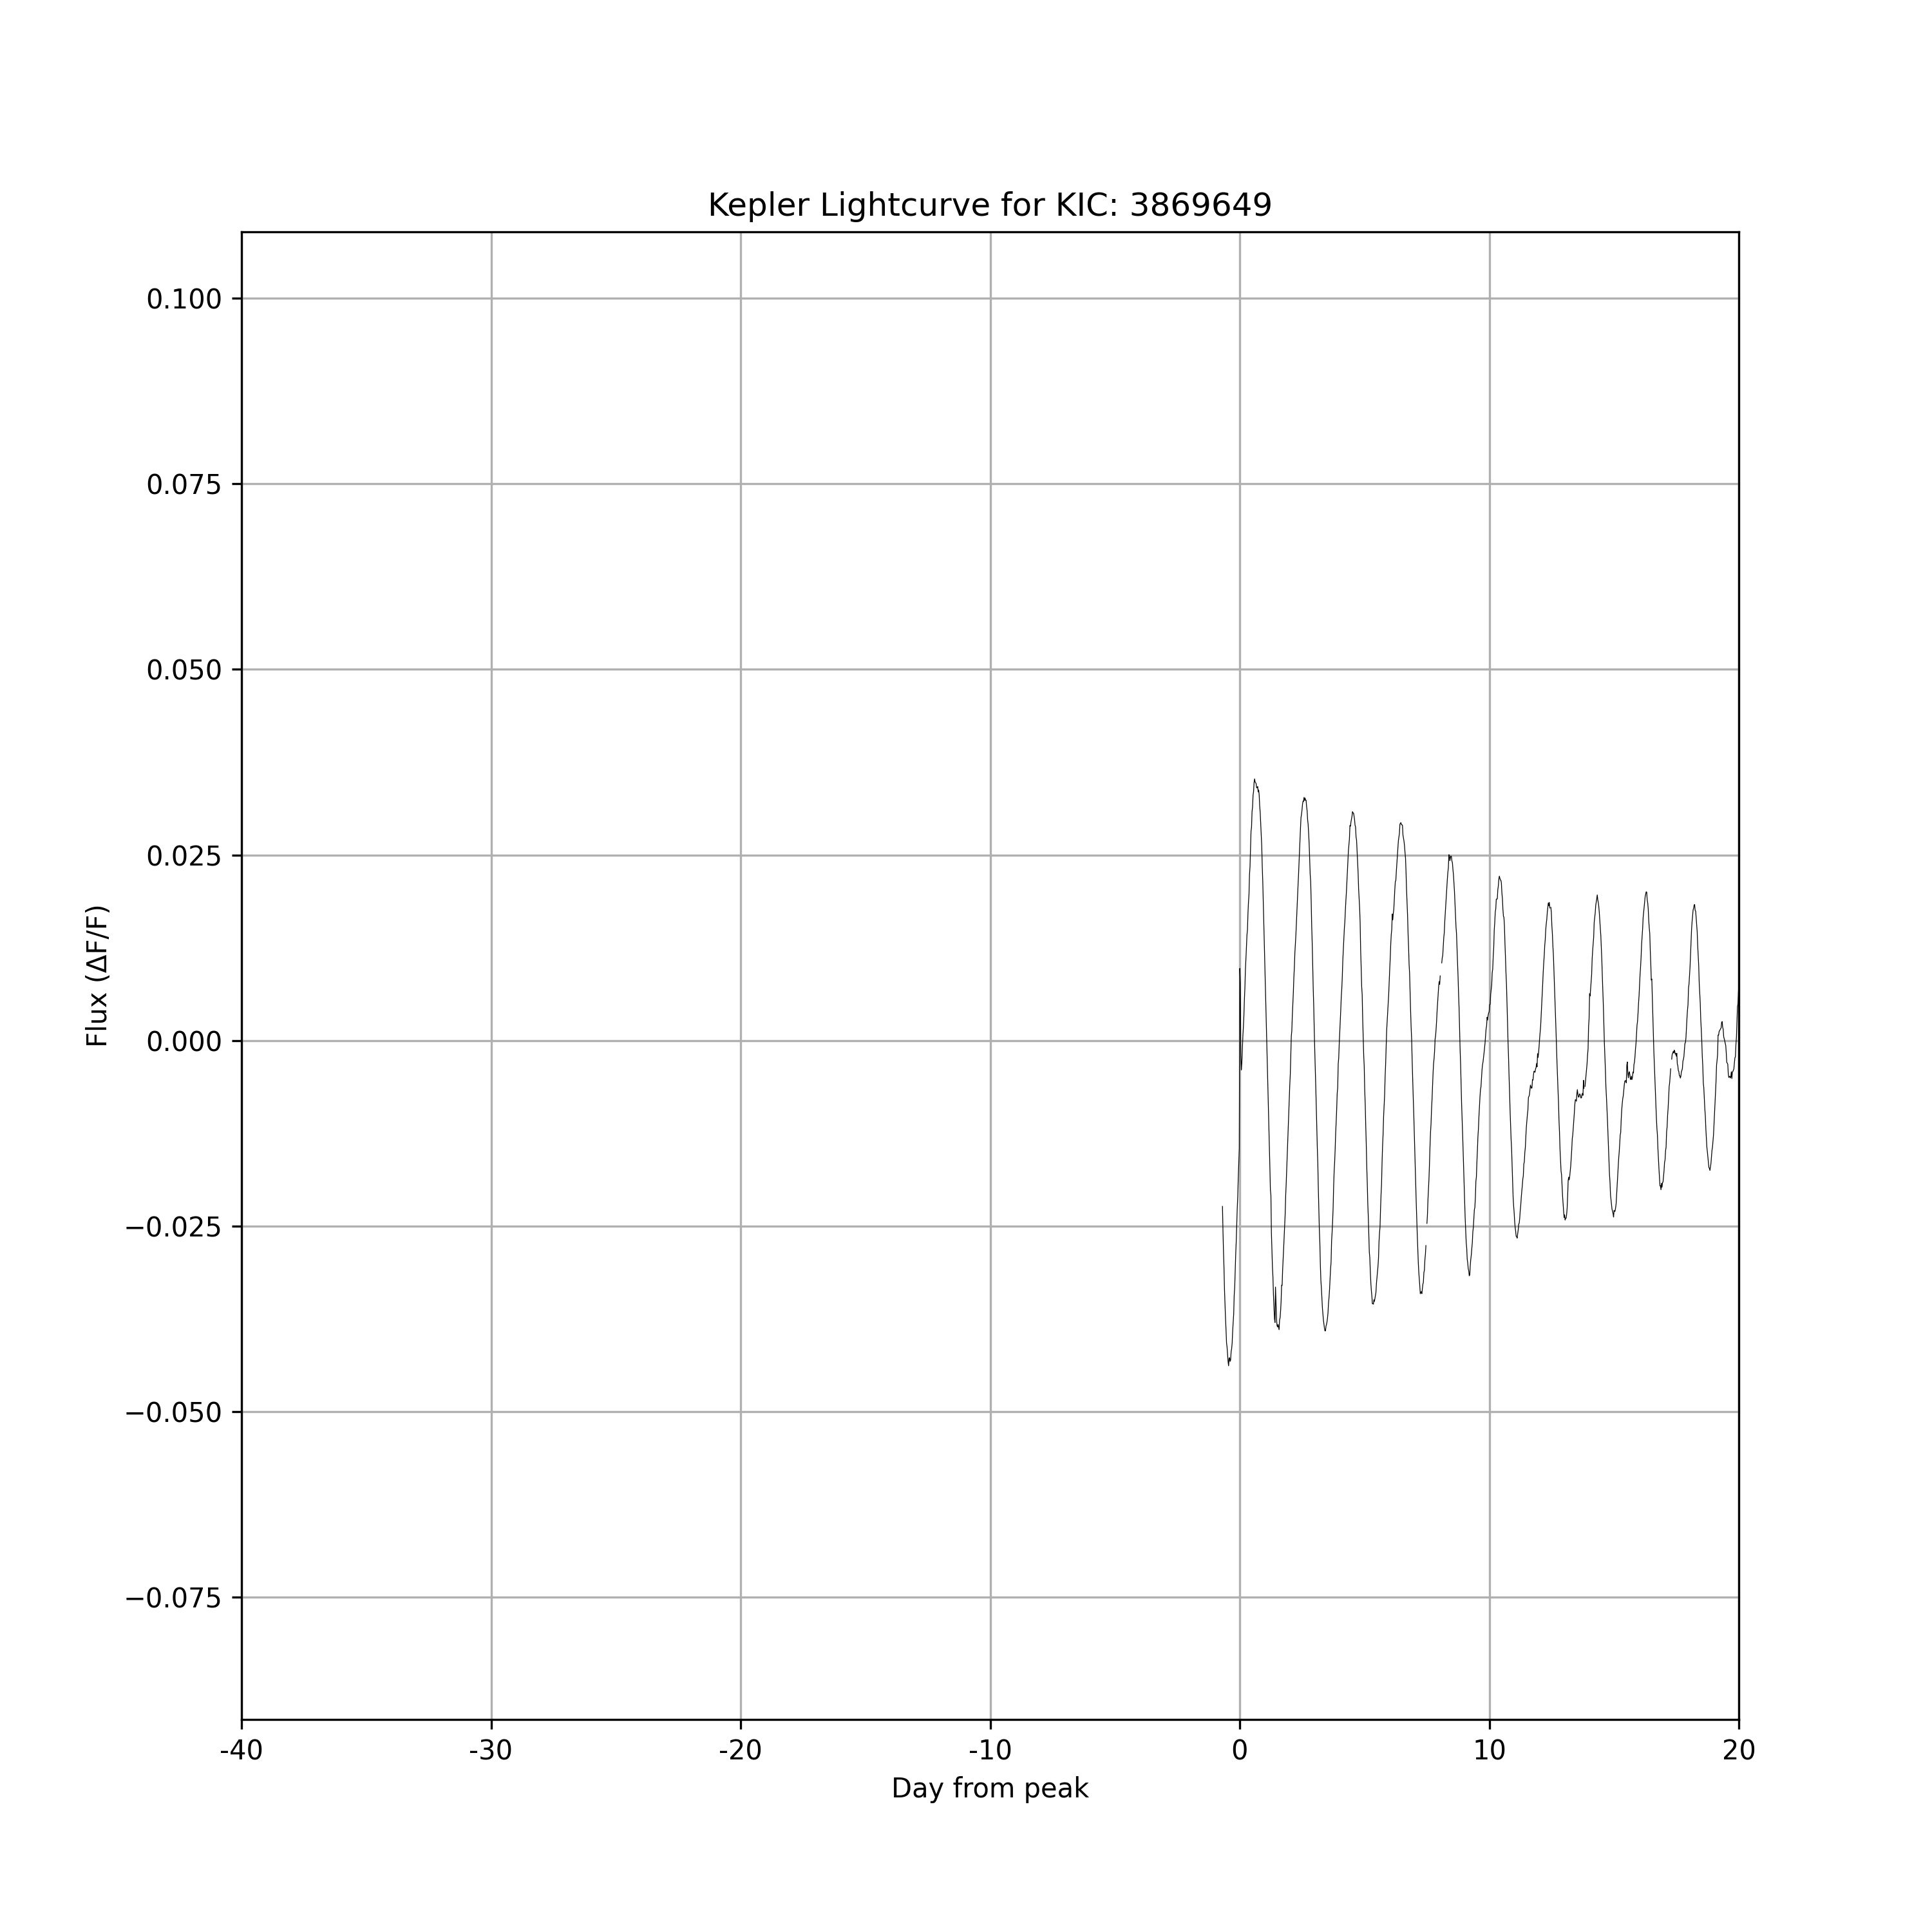 Kepler Lightcurve for KIC: 3869649
0.100
0.075
0.050
0.025
0.000
−0.025
−0.050
−0.075
Flux (ΔF/F)
-40 -30 -20 -10 0 10 20
Day from peak